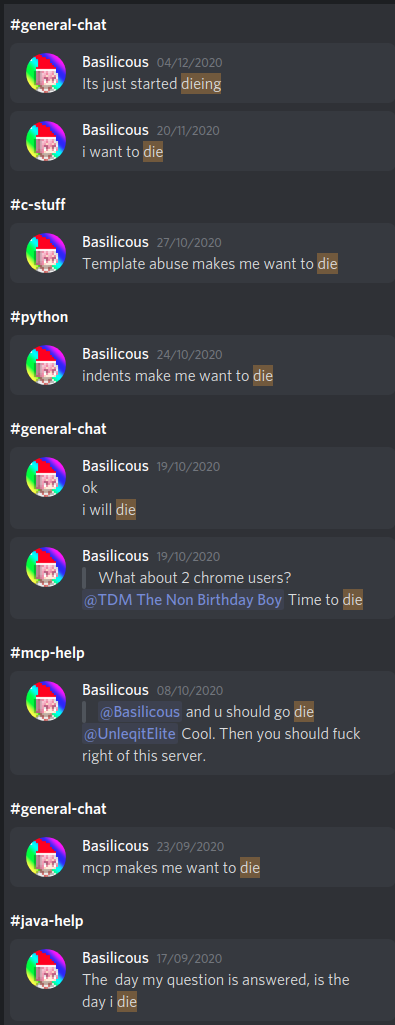 #general-chat
Basilicous 04/12/2020
Its just started dieing
Basilicous 20/11/2020
i want to die
#c-stuff
Basilicous 27/10/2020
Template abuse makes me want to die
#python
Basilicous 24/10/2020
indents make me want to die
#general-chat
Basilicous 19/10/2020
ok
i will die
Basilicous 19/10/2020
What about 2 chrome users?
@TDM The Non Birthday Boy Time to die
#mcp-help
Basilicous 08/10/2020
@Basilicous and u should go die
@UnleqitElite Cool. Then you should fuck
right of this server.
#general-chat
Basilicous 23/09/2020
mcp makes me want to die
#java-help
Basilicous 17/09/2020
The day my question is answered, is the
day i die